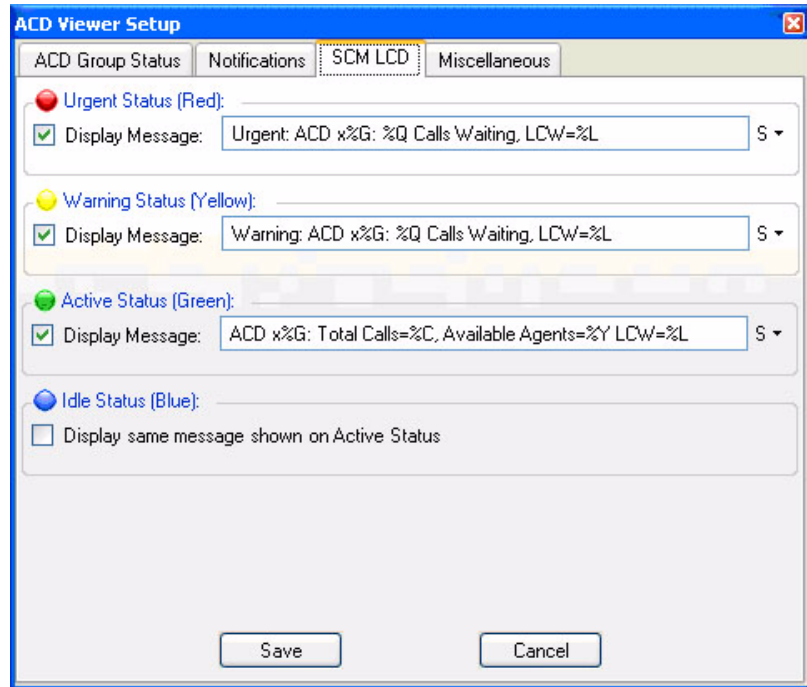 ACD Viewer Setup
ACD Group Status Notifications SCM LCD Miscellaneous
Urgent Status (Red):
Display Message: Urgent: ACD x%G: %Q Calls Waiting, LCW=%L S
Warning Status (Yellow):
Display Message: Warning: ACD x%G: %Q Calls Waiting, LCW=%L S
Active Status (Green):
Display Message: ACD x%G: Total Calls=%C, Available Agents=%Y LCW=%L S
Idle Status (Blue):
Display same message shown on Active Status
Save Cancel